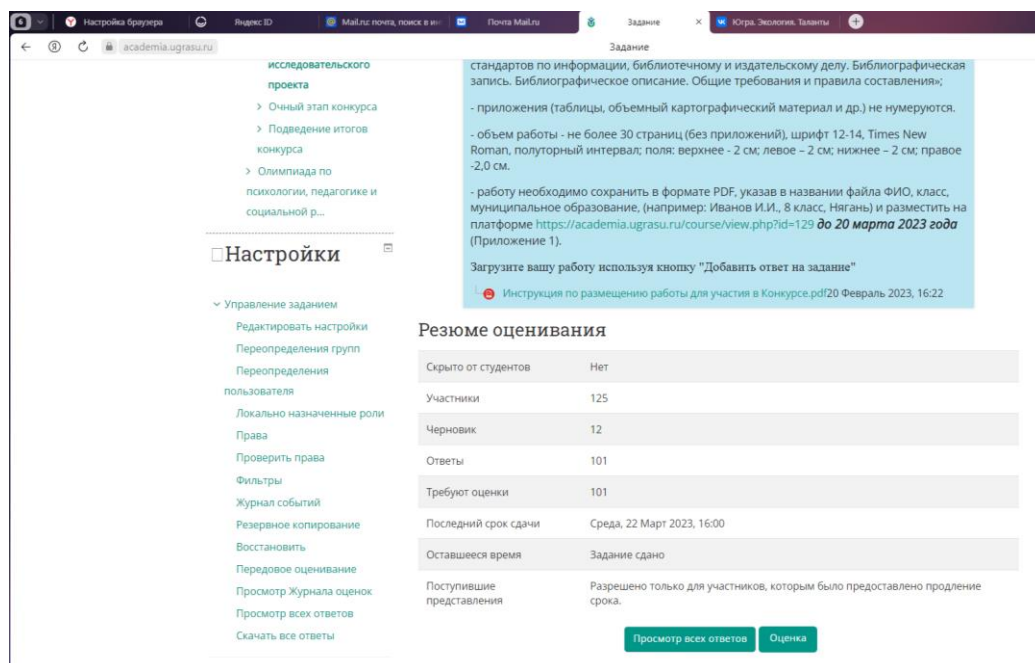 6
Настройка браузера
Яндекс ID
Mail.ru: почта, поиск в ин
Почта Mail.ru
Задание
Югра. Экология. Таланты
academia.ugrasu.ru
Задание
исследовательского
проекта
Очный этап конкурса
Подведение итогов
конкурса
Олимпиада по
психологии, педагогике и
социальной р...
Настройки
Управление заданием
Редактировать настройки
Переопределения групп
Переопределения
пользователя
Локально назначенные роли
Права
Проверить права
Фильтры
Журнал событий
Резервное копирование
Восстановить
Передовое оценивание
Просмотр Журнала оценок
Просмотр всех ответов
Скачать все ответы
стандартов по информации, библиотечному и издательскому делу. Библиографическая
запись. Библиографическое описание. Общие требования и правила составления»;
- приложения (таблицы, объемный картографический материал и др.) не нумеруются.
- объем работы - не более 30 страниц (без приложений), шрифт 12-14, Times New
Roman, полуторный интервал; поля: верхнее - 2 см; левое – 2 см; нижнее – 2 см; правое
-2,0 см.
- работу необходимо сохранить в формате PDF, указав в названии файла ФИО, класс,
муниципальное образование, (например: Иванов И.И., 8 класс, Нягань) и разместить на
платформе https://academia.ugrasu.ru/course/view.php?id=129 до 20 марта 2023 года
(Приложение 1).
Загрузите вашу работу используя кнопку "Добавить ответ на задание"
Инструкция по размещению работы для участия в Конкурсе.pdf20 Февраль 2023, 16:22
Резюме оценивания
Скрыто от студентов Нет
Участники 125
Черновик 12
Ответы 101
Требуют оценки 101
Последний срок сдачи Среда, 22 Март 2023, 16:00
Оставшееся время Задание сдано
Поступившие представления Разрешено только для участников, которым было предоставлено продление
срока.
Просмотр всех ответов Оценка